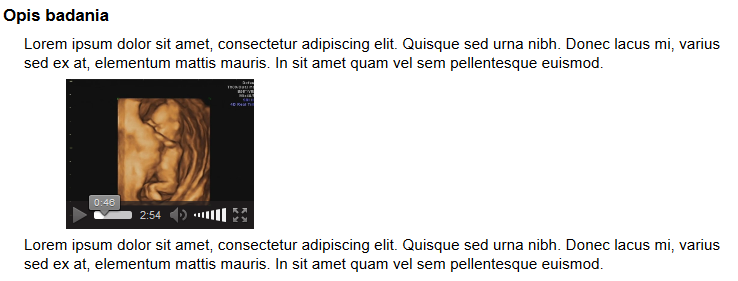 Opis badania
Lorem ipsum dolor sit amet, consectetur adipiscing elit. Quisque sed urna nibh. Donec lacus mi, varius
sed ex at, elementum mattis mauris. In sit amet quam vel sem pellentesque euismod.
0:46
2:54
Lorem ipsum dolor sit amet, consectetur adipiscing elit. Quisque sed urna nibh. Donec lacus mi, varius
sed ex at, elementum mattis mauris. In sit amet quam vel sem pellentesque euismod.